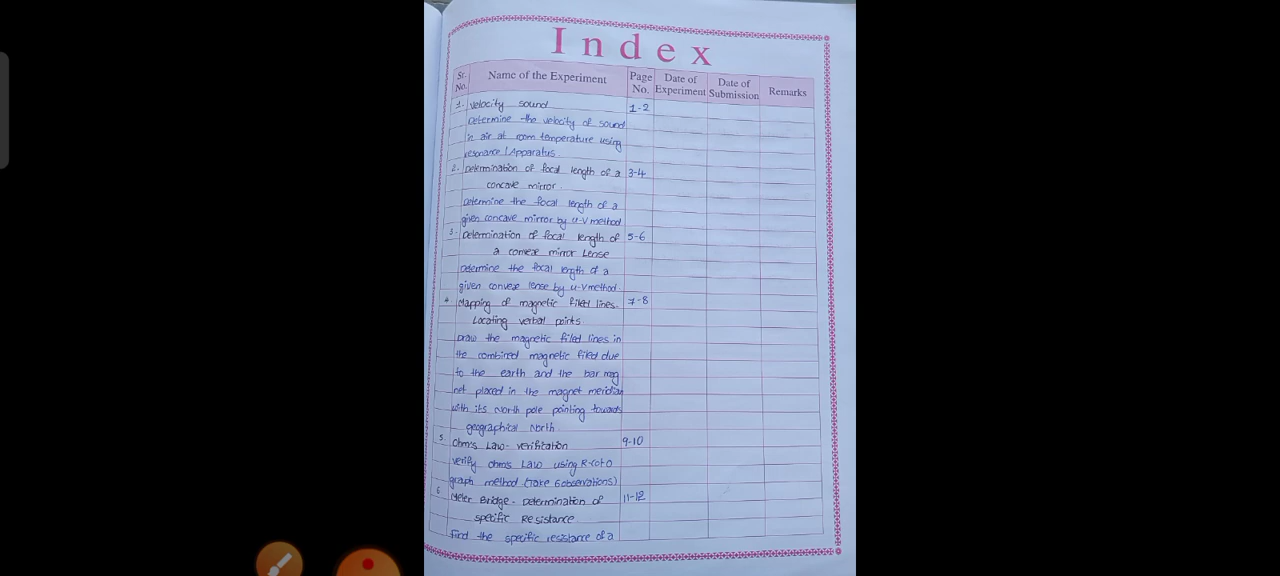 Index
Sr. No. Name of the Experiment Page No. Date of Experiment Date of Submission Remarks
1. Velocity sound 1-2
Determine the velocity of sound
in air at room temperature using
resonance Apparatus.
2. Determination of focal length of a 3-4
concave mirror.
Determine the focal length of a
given concave mirror by u-v method
3. Determination of focal length of 5-6
a convex mirror Lense
Determine the focal length of a
given convex lense by u-v method.
4. Mapping of magnetic filed lines. 7-8
Locating verbal points.
Draw the magnetic filed lines in
the combined magnetic filed due
to the earth and the bar mag
net placed in the magnet meridian
with its North pole pointing towards
geographical North.
5. Ohm's Law- verification 9-10
verify ohm's Law using R-cot θ
graph method (Take 6 observations)
6. Meter Bridge - Determination of 11-12
specific Resistance
Find the specific resistance of a